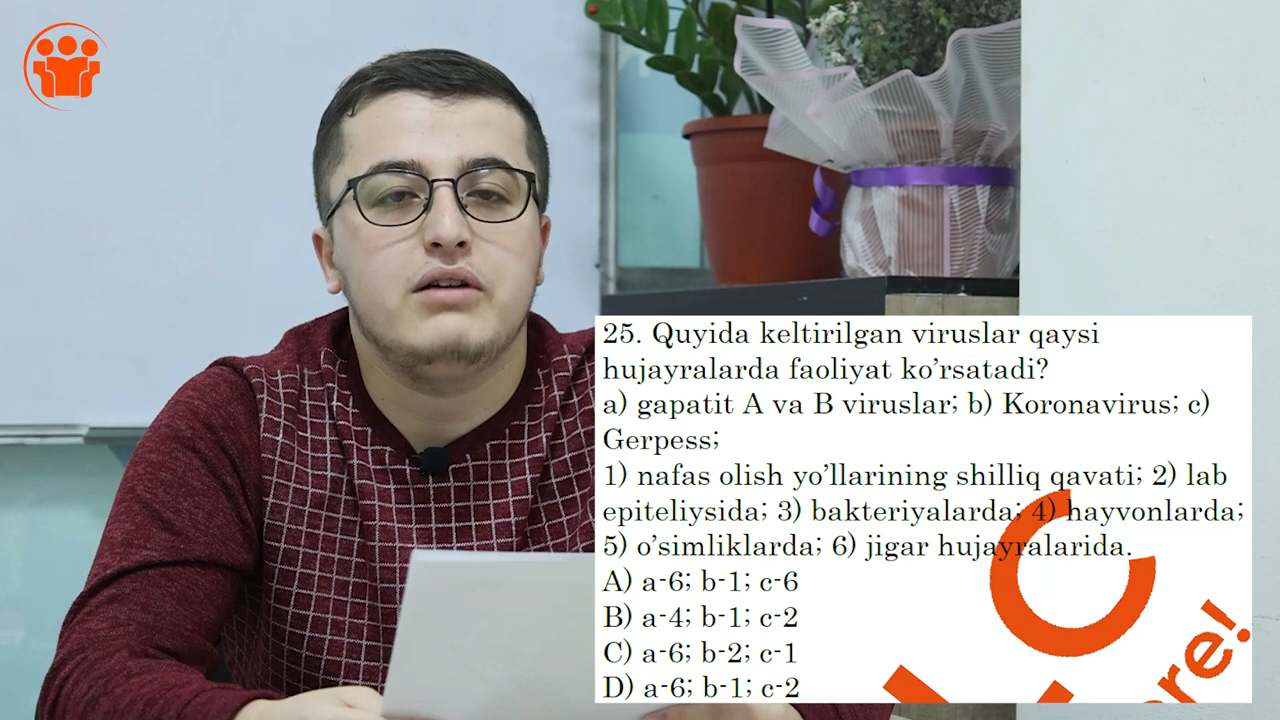 25. Quyida keltirilgan viruslar qaysi
hujayralarda faoliyat ko’rsatadi?
a) gapatit A va B viruslar; b) Koronavirus; c)
Gerpess;
1) nafas olish yo’llarining shilliq qavati; 2) lab
epiteliysida; 3) bakteriyalarda; 4) hayvonlarda;
5) o’simliklarda; 6) jigar hujayralarida.
A) a-6; b-1; c-6
B) a-4; b-1; c-2
C) a-6; b-2; c-1
D) a-6; b-1; c-2